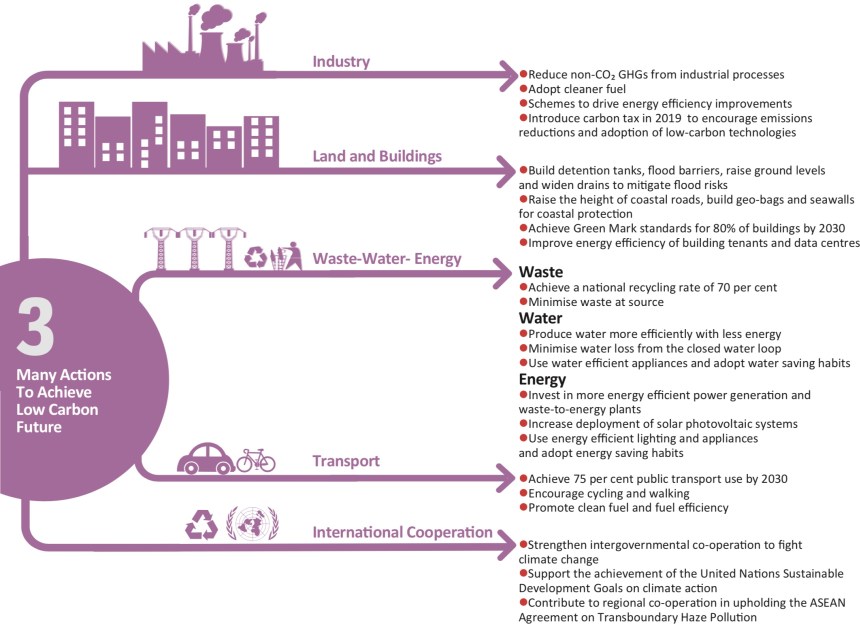 3
Many Actions
To Achieve
Low Carbon
Future
Industry
●Reduce non-CO₂ GHGs from industrial processes
●Adopt cleaner fuel
●Schemes to drive energy efficiency improvements
●Introduce carbon tax in 2019 to encourage emissions
reductions and adoption of low-carbon technologies
Land and Buildings
●Build detention tanks, flood barriers, raise ground levels
and widen drains to mitigate flood risks
●Raise the height of coastal roads, build geo-bags and seawalls
for coastal protection
●Achieve Green Mark standards for 80% of buildings by 2030
●Improve energy efficiency of building tenants and data centres
Waste-Water- Energy
Waste
●Achieve a national recycling rate of 70 per cent
●Minimise waste at source
Water
●Produce water more efficiently with less energy
●Minimise water loss from the closed water loop
●Use water efficient appliances and adopt water saving habits
Energy
●Invest in more energy efficient power generation and
waste-to-energy plants
●Increase deployment of solar photovoltaic systems
●Use energy efficient lighting and appliances
and adopt energy saving habits
Transport
●Achieve 75 per cent public transport use by 2030
●Encourage cycling and walking
●Promote clean fuel and fuel efficiency
International Cooperation
●Strengthen intergovernmental co-operation to fight
climate change
●Support the achievement of the United Nations Sustainable
Development Goals on climate action
●Contribute to regional co-operation in upholding the ASEAN
Agreement on Transboundary Haze Pollution